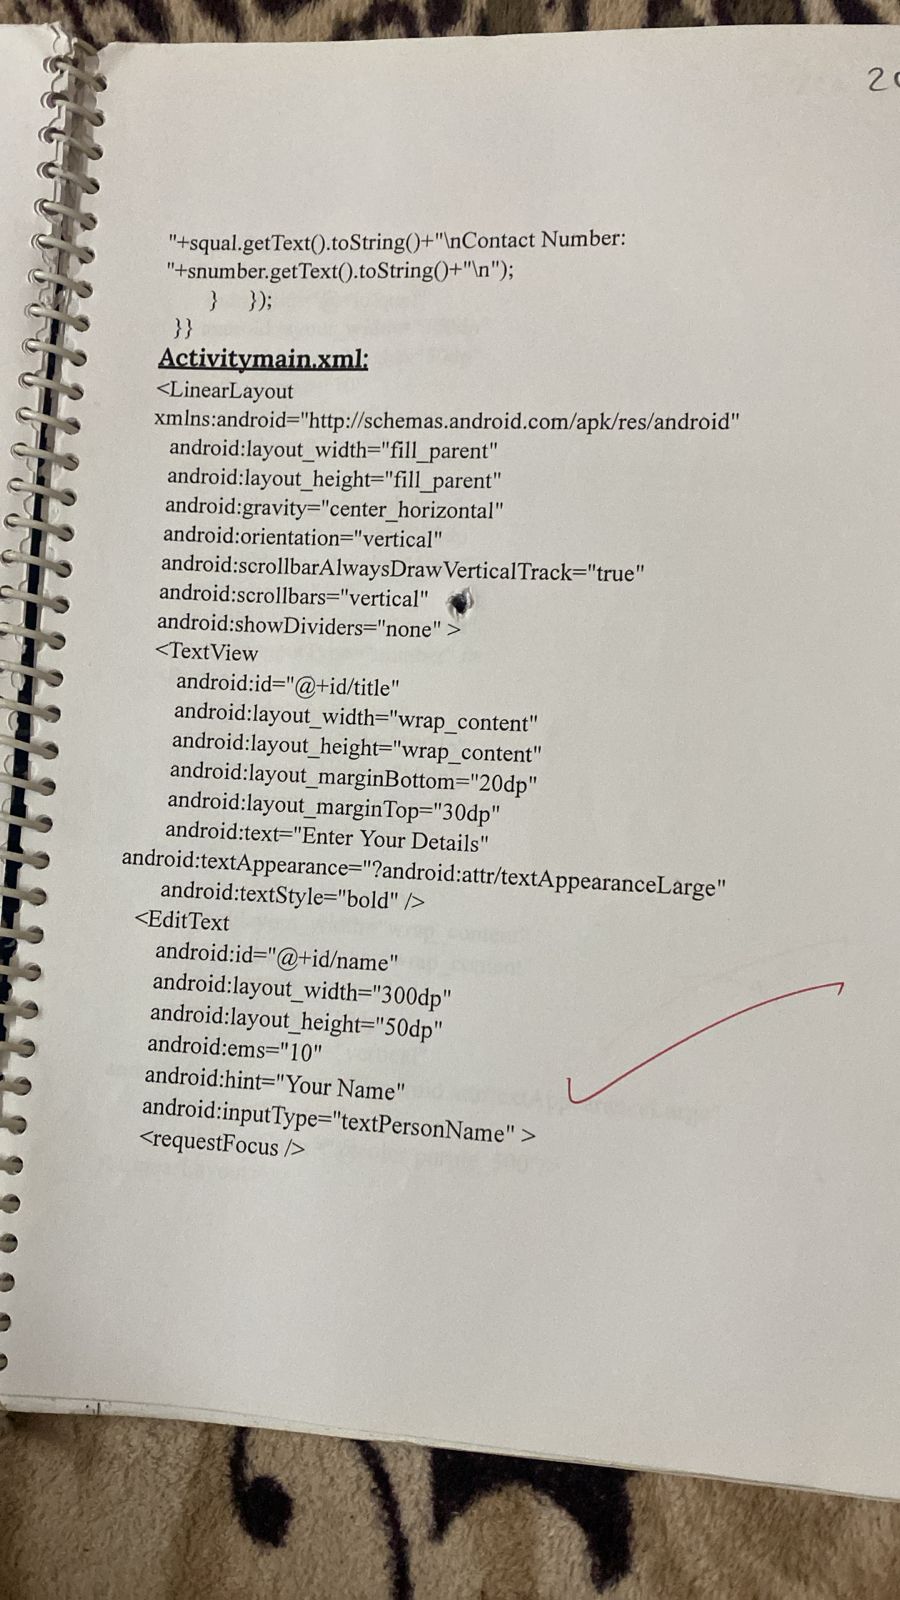 "+squal.getText().toString()+"\nContact Number:
"+snumber.getText().toString()+"\n");
} });
}}
Activitymain.xml:
<LinearLayout
xmlns:android="http://schemas.android.com/apk/res/android"
android:layout_width="fill_parent"
android:layout_height="fill_parent"
android:gravity="center_horizontal"
android:orientation="vertical"
android:scrollbarAlwaysDrawVerticalTrack="true"
android:scrollbars="vertical"
android:showDividers="none" >
<TextView
android:id="@+id/title"
android:layout_width="wrap_content"
android:layout_height="wrap_content"
android:layout_marginBottom="20dp"
android:layout_marginTop="30dp"
android:text="Enter Your Details"
android:textAppearance="?android:attr/textAppearanceLarge"
android:textStyle="bold" />
<EditText
android:id="@+id/name"
android:layout_width="300dp"
android:layout_height="50dp"
android:ems="10"
android:hint="Your Name"
android:inputType="textPersonName" >
<requestFocus />